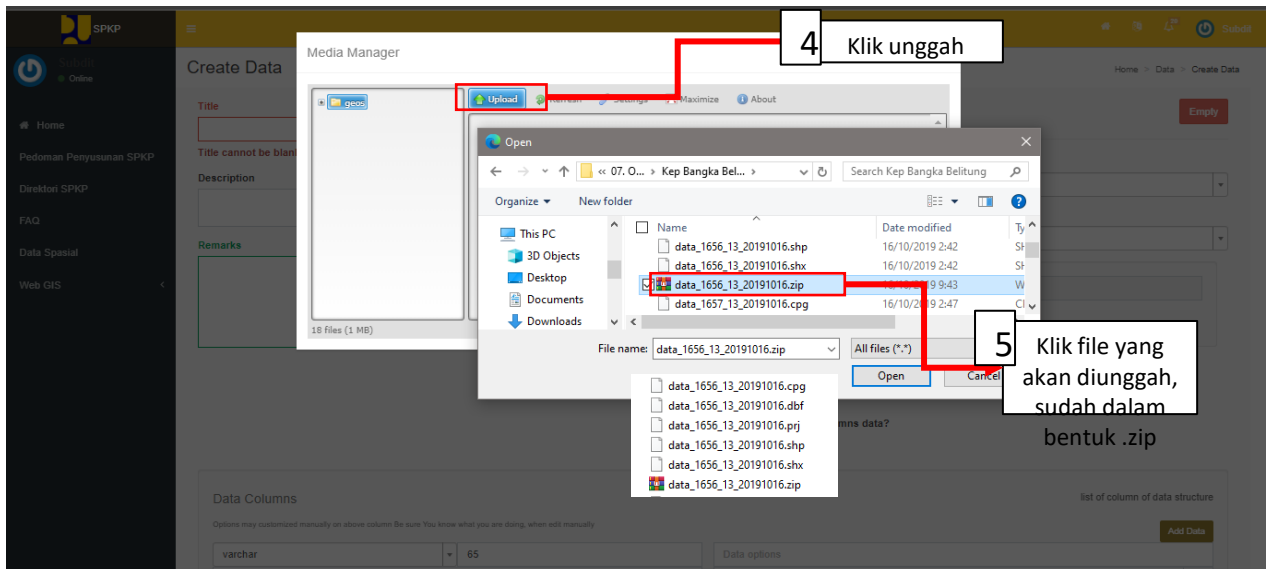 SPKP
Subdit
Subdit
Online
Create Data
Home > Data > Create Data
Home
Pedoman Penyusunan SPKP
Direktori SPKP
FAQ
Data Spasial
Web GIS
Title
Title cannot be blan
Description
Remarks
Emply
Media Manager
geos
Upload
Refresh
Settings
Maximize
About
18 files (1 MB)
4
Klik unggah
Open
« 07. O... > Kep Bangka Bel... >
Search Kep Bangka Belitung
Organize
New folder
This PC
3D Objects
Desktop
Documents
Downloads
Name
Date modified
Ty
data_1656_13_20191016.shp
16/10/2019 2:42
SH
data_1656_13_20191016.shx
16/10/2019 2:42
SH
data_1656_13_20191016.zip
9:43
W
data_1657_13_20191016.cpg
16/10/2019 2:47
File name:
data_1656_13_20191016.zip
All files (*.*)
Open
Cancel
5
Klik file yang
akan diunggah,
sudah dalam
bentuk .zip
data_1656_13_20191016.cpg
data_1656_13_20191016.dbf
data_1656_13_20191016.prj
data_1656_13_20191016.shp
data_1656_13_20191016.shx
data_1656_13_20191016.zip
mns data?
Data Columns
list of column of data structure
Options may customized manually on above column Be sure You know what you are doing, when edit manually
Add Data
varchar
65
Data options